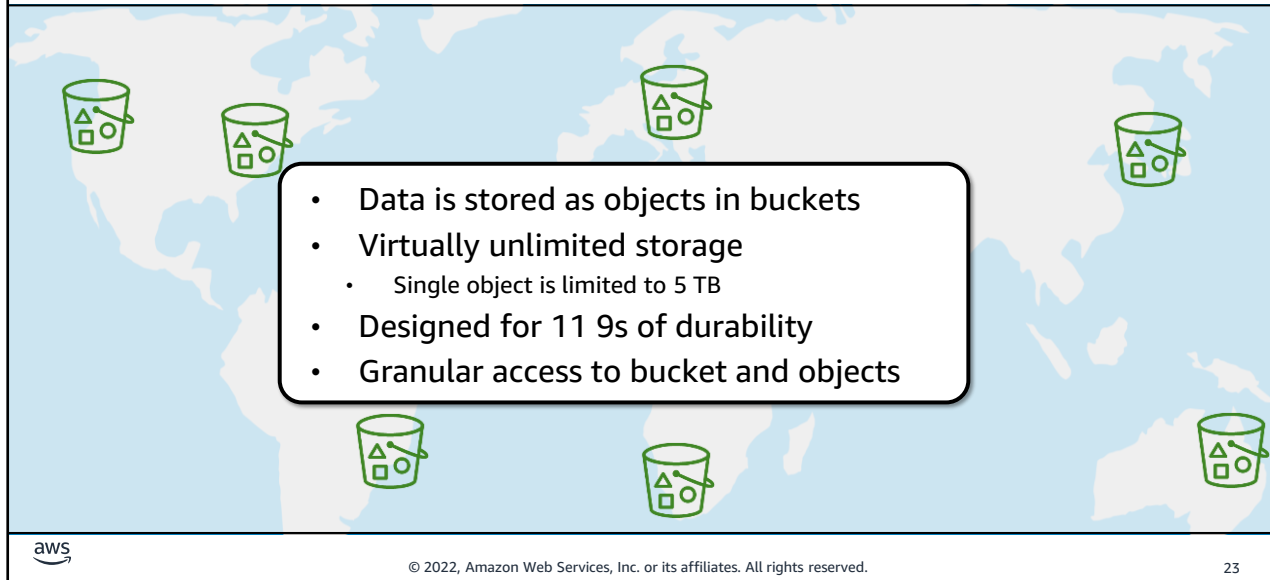 • Data is stored as objects in buckets
• Virtually unlimited storage
• Single object is limited to 5 TB
• Designed for 11 9s of durability
• Granular access to bucket and objects
aws
© 2022, Amazon Web Services, Inc. or its affiliates. All rights reserved.
23